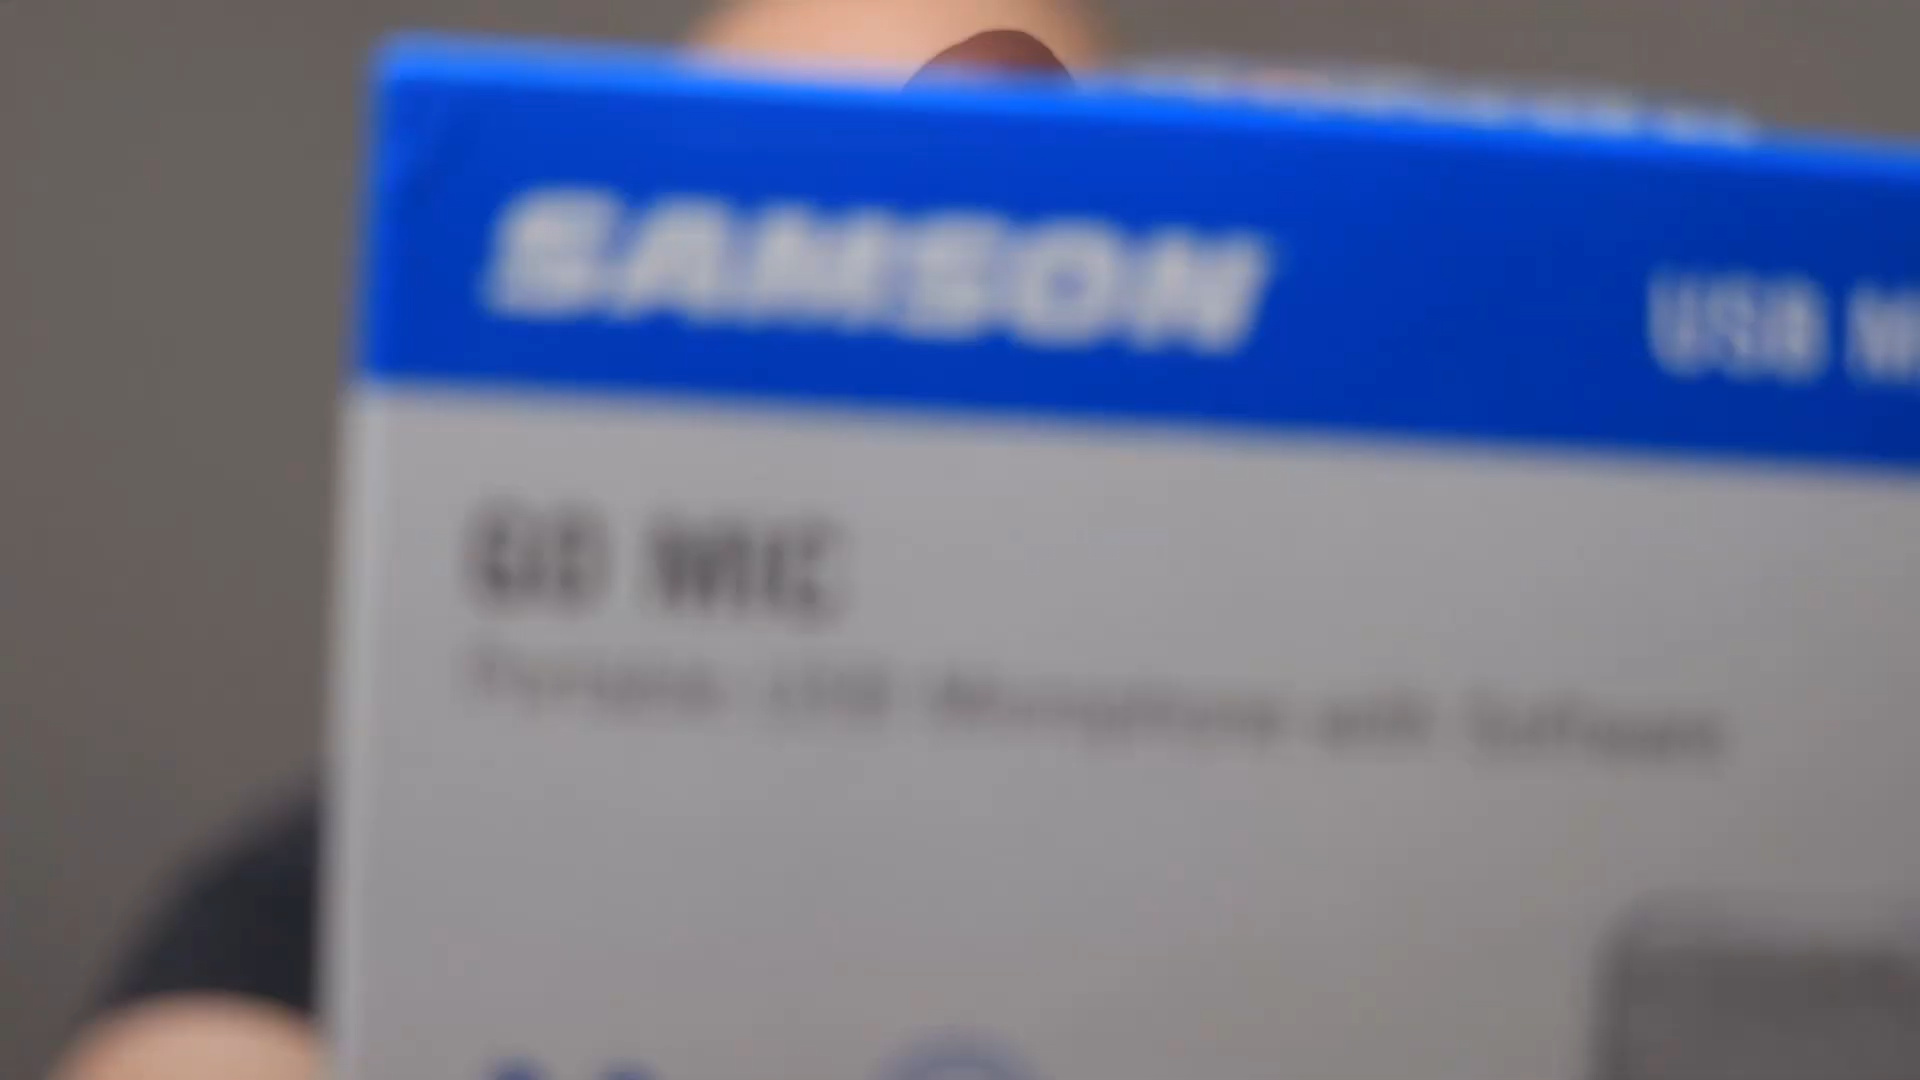 SAMSON
USB
GO MIC
Portable USB Microphone with Software